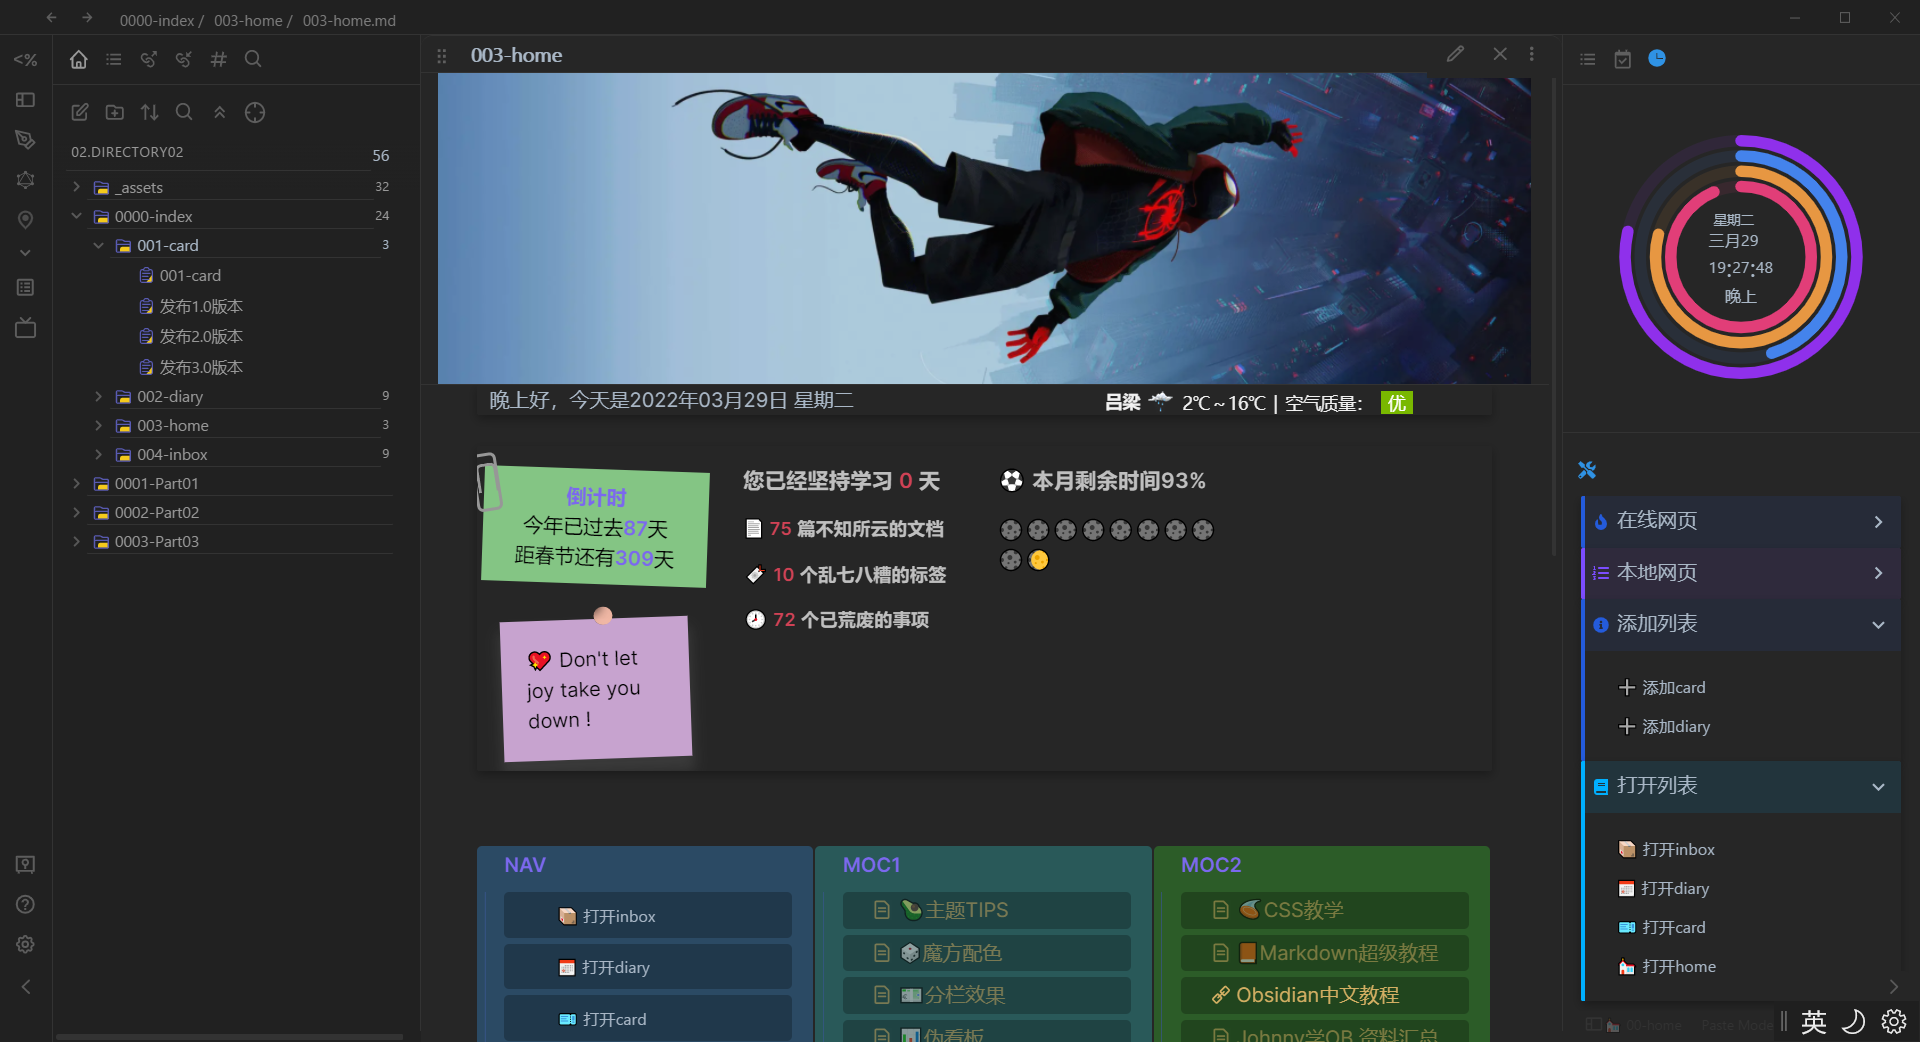 0000-index / 003-home / 003-home.md
<%
02.DIRECTORY02
56
_assets 32
0000-index 24
001-card 3
001-card
发布1.0版本
发布2.0版本
发布3.0版本
002-diary 9
003-home 3
004-inbox 9
0001-Part01
0002-Part02
0003-Part03
003-home
晚上好，今天是2022年03月29日 星期二
吕梁 2℃~16℃ | 空气质量： 优
倒计时
今年已过去87天
距春节还有309天
Don't let
joy take you
down !
您已经坚持学习 0 天
75 篇不知所云的文档
10 个乱七八糟的标签
72 个已荒废的事项
本月剩余时间93%
NAV
打开inbox
打开diary
打开card
MOC1
主题TIPS
魔方配色
分栏效果
伪看板
MOC2
CSS教学
Markdown超级教程
Obsidian中文教程
Johnny学OB 资料汇总
星期二
三月29
19:27:48
晚上
在线网页
本地网页
添加列表
添加card
添加diary
打开列表
打开inbox
打开diary
打开card
打开home
00-home Paste Mode
英